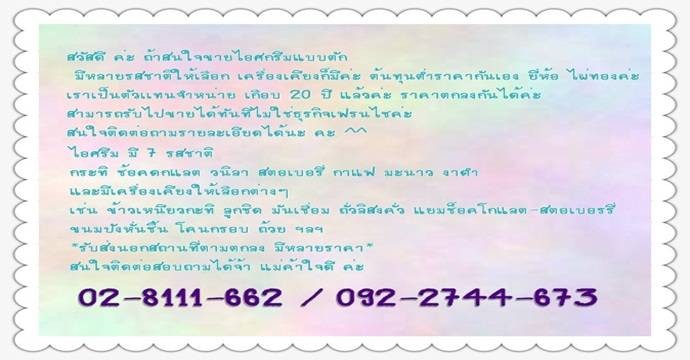 สวัสดี ค่ะ ถ้าสนใจขายไอศกรีมแบบตัก
มีหลายรสชาติให้เลือก เครื่องเคียงก็มีค่ะ ต้นทุนต่ำราคากันเอง ยี่ห้อ ไผ่ทองค่ะ
เราเป็นตัวแทนจำหน่าย เกือบ 20 ปี แล้วค่ะ ราคาตกลงกันได้ค่ะ
สามารถรับไปขายได้ทันทีไม่ใช่ธุรกิจเฟรนไชค่ะ
สนใจติดต่อถามรายละเอียดได้นะ คะ ^^
ไอศรีม มี 7 รสชาติ
กระทิ ช้อคดกแลต วนิลา สตอเบอรี่ กาแฟ มะนาว งาดำ
และมีเครื่องเคียงให้เลือกต่างๆ
เช่น ข้าวเหนียวกะทิ ลูกชิด มันเชื่อม ถั่วลิสงคั่ว แยมช็อคโกแลต-สตอเบอรรี่
ขนมปังหั่นชิ้น โคนกรอบ ถ้วย ฯลฯ
*รับส่งนอกสถานที่ตามตกลง มีหลายราคา*
สนใจติดต่อสอบถามได้จ้า แม่ค้าใจดี ค่ะ
02-8111-662 / 092-2744-673